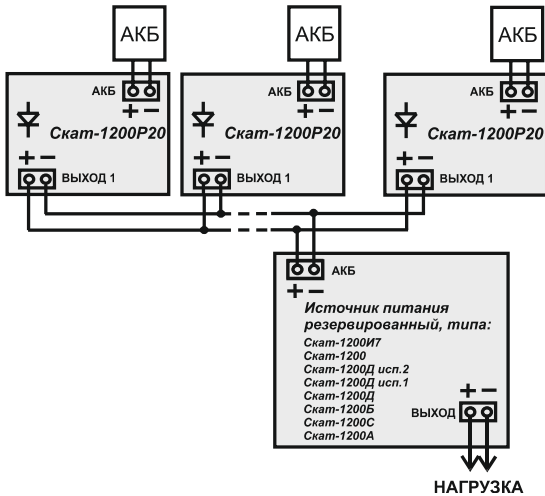 АКБ
АКБ
АКБ
АКБ
+ −
Скат-1200Р20
+ −
ВЫХОД 1
АКБ
+ −
Скат-1200Р20
+ −
ВЫХОД 1
АКБ
+ −
Скат-1200Р20
+ −
ВЫХОД 1
АКБ
+ −
Источник питания
резервированный, типа:
Скат-1200И7
Скат-1200
Скат-1200Д исп.2
Скат-1200Д исп.1
Скат-1200Д
Скат-1200Б
Скат-1200С
Скат-1200А
+ −
ВЫХОД
НАГРУЗКА